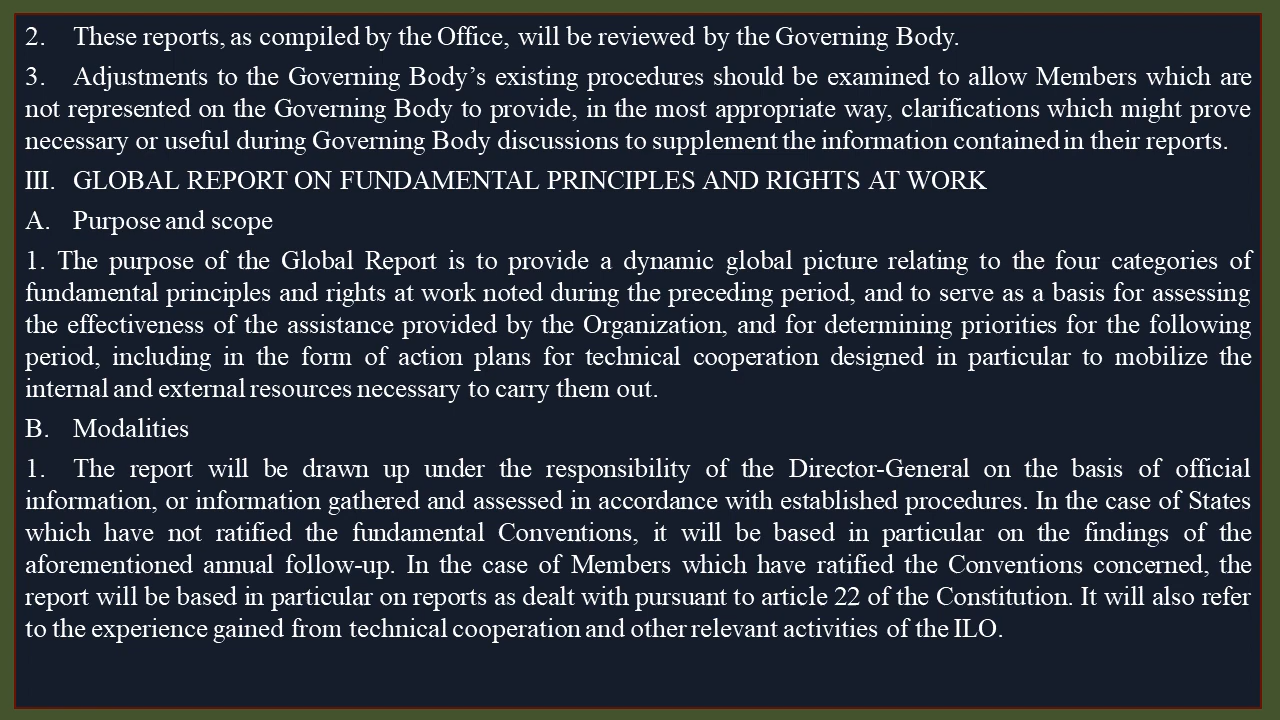 2. These reports, as compiled by the Office, will be reviewed by the Governing Body.
3. Adjustments to the Governing Body’s existing procedures should be examined to allow Members which are
not represented on the Governing Body to provide, in the most appropriate way, clarifications which might prove
necessary or useful during Governing Body discussions to supplement the information contained in their reports.
III. GLOBAL REPORT ON FUNDAMENTAL PRINCIPLES AND RIGHTS AT WORK
A. Purpose and scope
1. The purpose of the Global Report is to provide a dynamic global picture relating to the four categories of
fundamental principles and rights at work noted during the preceding period, and to serve as a basis for assessing
the effectiveness of the assistance provided by the Organization, and for determining priorities for the following
period, including in the form of action plans for technical cooperation designed in particular to mobilize the
internal and external resources necessary to carry them out.
B. Modalities
1. The report will be drawn up under the responsibility of the Director-General on the basis of official
information, or information gathered and assessed in accordance with established procedures. In the case of States
which have not ratified the fundamental Conventions, it will be based in particular on the findings of the
aforementioned annual follow-up. In the case of Members which have ratified the Conventions concerned, the
report will be based in particular on reports as dealt with pursuant to article 22 of the Constitution. It will also refer
to the experience gained from technical cooperation and other relevant activities of the ILO.